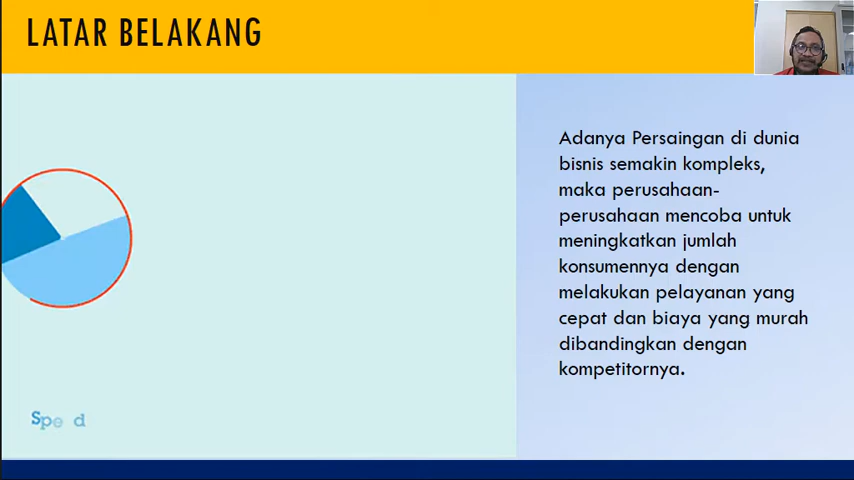 LATAR BELAKANG
Adanya Persaingan di dunia
bisnis semakin kompleks,
maka perusahaan-
perusahaan mencoba untuk
meningkatkan jumlah
konsumennya dengan
melakukan pelayanan yang
cepat dan biaya yang murah
dibandingkan dengan
kompetitornya.
Spe d